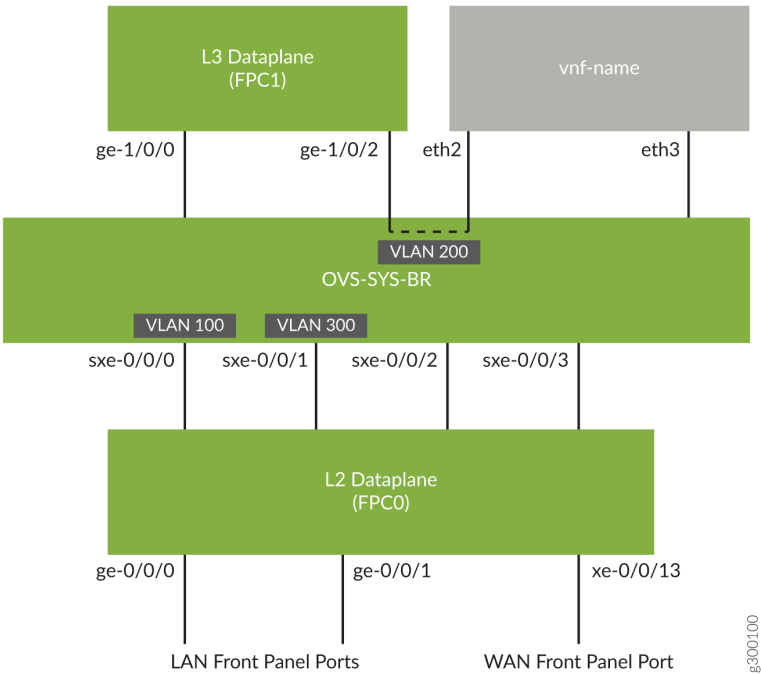 L3 Dataplane
(FPC1)
vnf-name
ge-1/0/0
ge-1/0/2
eth2
eth3
VLAN 200
OVS-SYS-BR
VLAN 100
VLAN 300
sxe-0/0/0
sxe-0/0/1
sxe-0/0/2
sxe-0/0/3
L2 Dataplane
(FPC0)
ge-0/0/0
ge-0/0/1
xe-0/0/13
LAN Front Panel Ports
WAN Front Panel Port
g300100